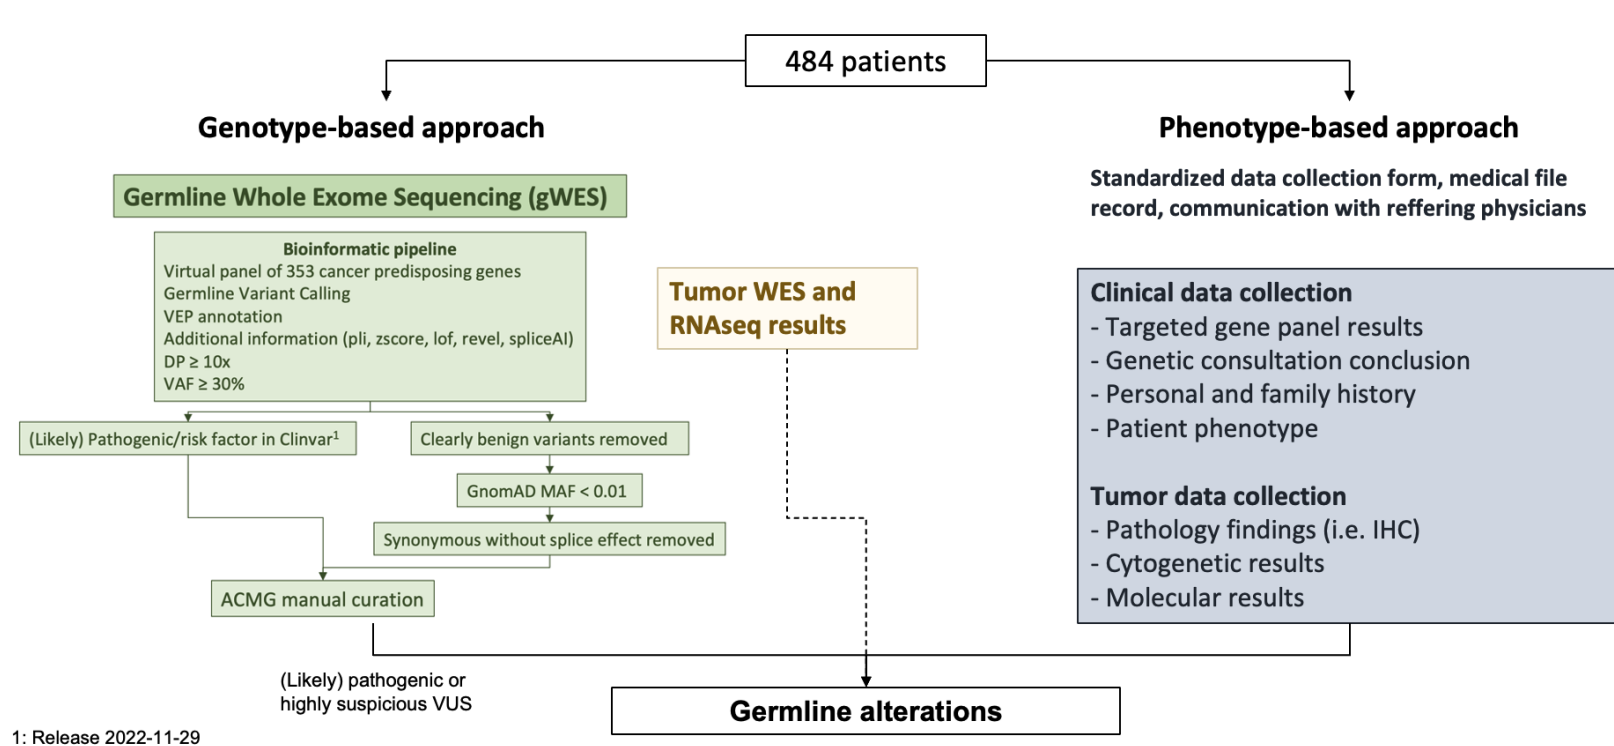 484 patients
Genotype-based approach
Phenotype-based approach
Germline Whole Exome Sequencing (gWES)
Standardized data collection form, medical file
record, communication with reffering physicians
Bioinformatic pipeline
Virtual panel of 353 cancer predisposing genes
Germline Variant Calling
VEP annotation
Additional information (pli, zscore, lof, revel, spliceAI)
DP ≥ 10x
VAF ≥ 30%
Tumor WES and
RNAseq results
Clinical data collection
- Targeted gene panel results
- Genetic consultation conclusion
- Personal and family history
- Patient phenotype
Tumor data collection
- Pathology findings (i.e. IHC)
- Cytogenetic results
- Molecular results
(Likely) Pathogenic/risk factor in Clinvar¹
Clearly benign variants removed
GnomAD MAF < 0.01
Synonymous without splice effect removed
ACMG manual curation
(Likely) pathogenic or
highly suspicious VUS
Germline alterations
1: Release 2022-11-29